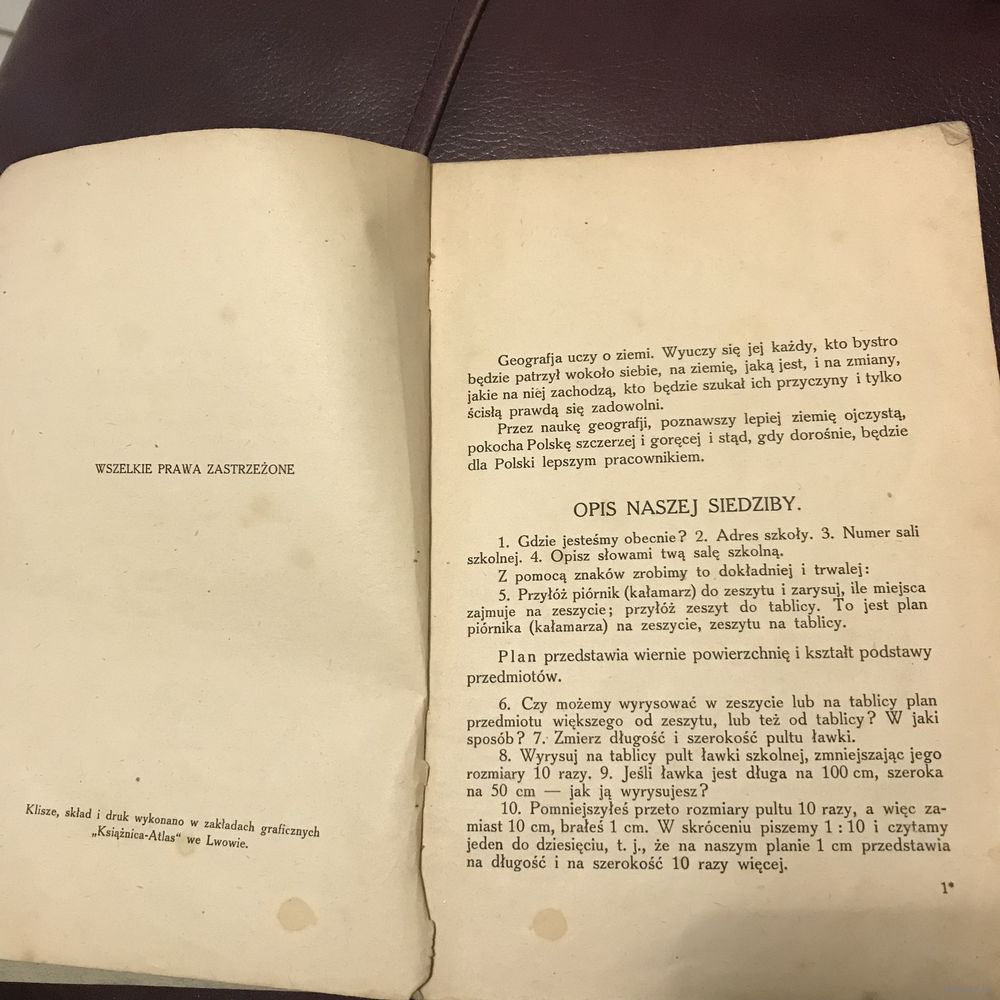 WSZELKIE PRAWA ZASTRZEŻONE
Klisze, skład i druk wykonano w zakładach graficznych
„Książnica-Atlas“ we Lwowie.
Geografja uczy o ziemi. Wyuczy się jej każdy, kto bystro
będzie patrzył wokoło siebie, na ziemię, jaką jest, i na zmiany,
jakie na niej zachodzą, kto będzie szukał ich przyczyny i tylko
ścisłą prawdą się zadowolni.
Przez naukę geografji, poznawszy lepiej ziemię ojczystą,
pokocha Polskę szczerzej i goręcej i stąd, gdy dorośnie, będzie
dla Polski lepszym pracownikiem.
OPIS NASZEJ SIEDZIBY.
1. Gdzie jesteśmy obecnie? 2. Adres szkoły. 3. Numer sali
szkolnej. 4. Opisz słowami twą salę szkolną.
Z pomocą znaków zrobimy to dokładniej i trwalej:
5. Przyłóż piórnik (kałamarz) do zeszytu i zarysuj, ile miejsca
zajmuje na zeszycie; przyłóż zeszyt do tablicy. To jest plan
piórnika (kałamarza) na zeszycie, zeszytu na tablicy.
Plan przedstawia wiernie powierzchnię i kształt podstawy
przedmiotów.
6. Czy możemy wyrysować w zeszycie lub na tablicy plan
przedmiotu większego od zeszytu, lub też od tablicy? W jaki
sposób? 7. Zmierz długość i szerokość pultu ławki.
8. Wyrysuj na tablicy pult ławki szkolnej, zmniejszając jego
rozmiary 10 razy. 9. Jeśli ławka jest długa na 100 cm, szeroka
na 50 cm — jak ją wyrysujesz?
10. Pomniejszyłeś przeto rozmiary pultu 10 razy, a więc za-
miast 10 cm, brałeś 1 cm. W skróceniu piszemy 1 : 10 i czytamy
jeden do dziesięciu, t. j., że na naszym planie 1 cm przedstawia
na długość i na szerokość 10 razy więcej.
1*